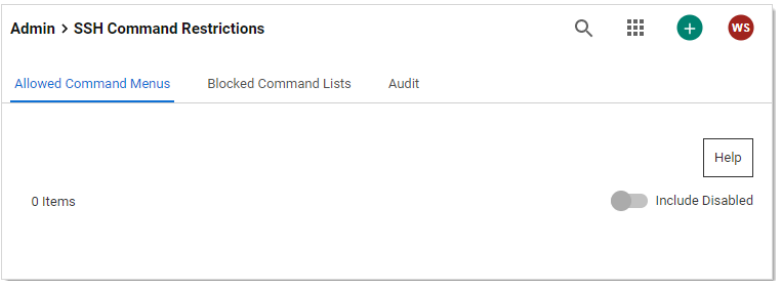 Admin > SSH Command Restrictions
+
WS
Allowed Command Menus
Blocked Command Lists
Audit
Help
0 Items
Include Disabled